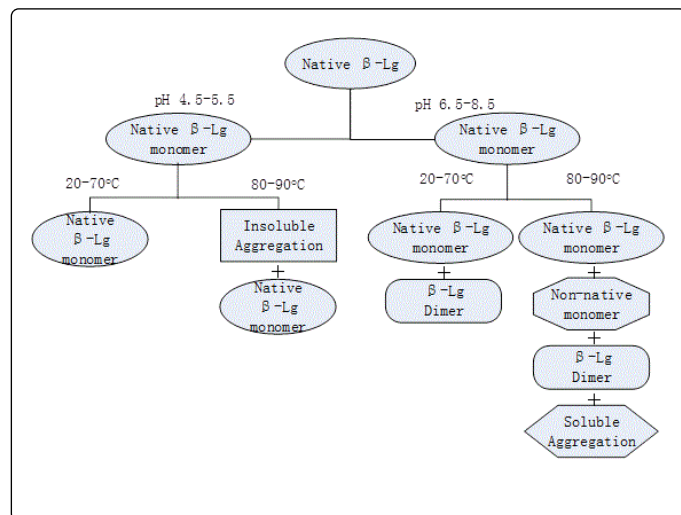 Native β-Lg
pH 4.5-5.5
pH 6.5-8.5
Native β-Lg
monomer
Native β-Lg
monomer
20-70℃
80-90℃
20-70℃
80-90℃
Native
β-Lg
monomer
Insoluble
Aggregation
+
Native
β-Lg
monomer
Native β-Lg
monomer
+
β-Lg
Dimer
Native β-Lg
monomer
+
Non-native
monomer
+
β-Lg
Dimer
+
Soluble
Aggregation